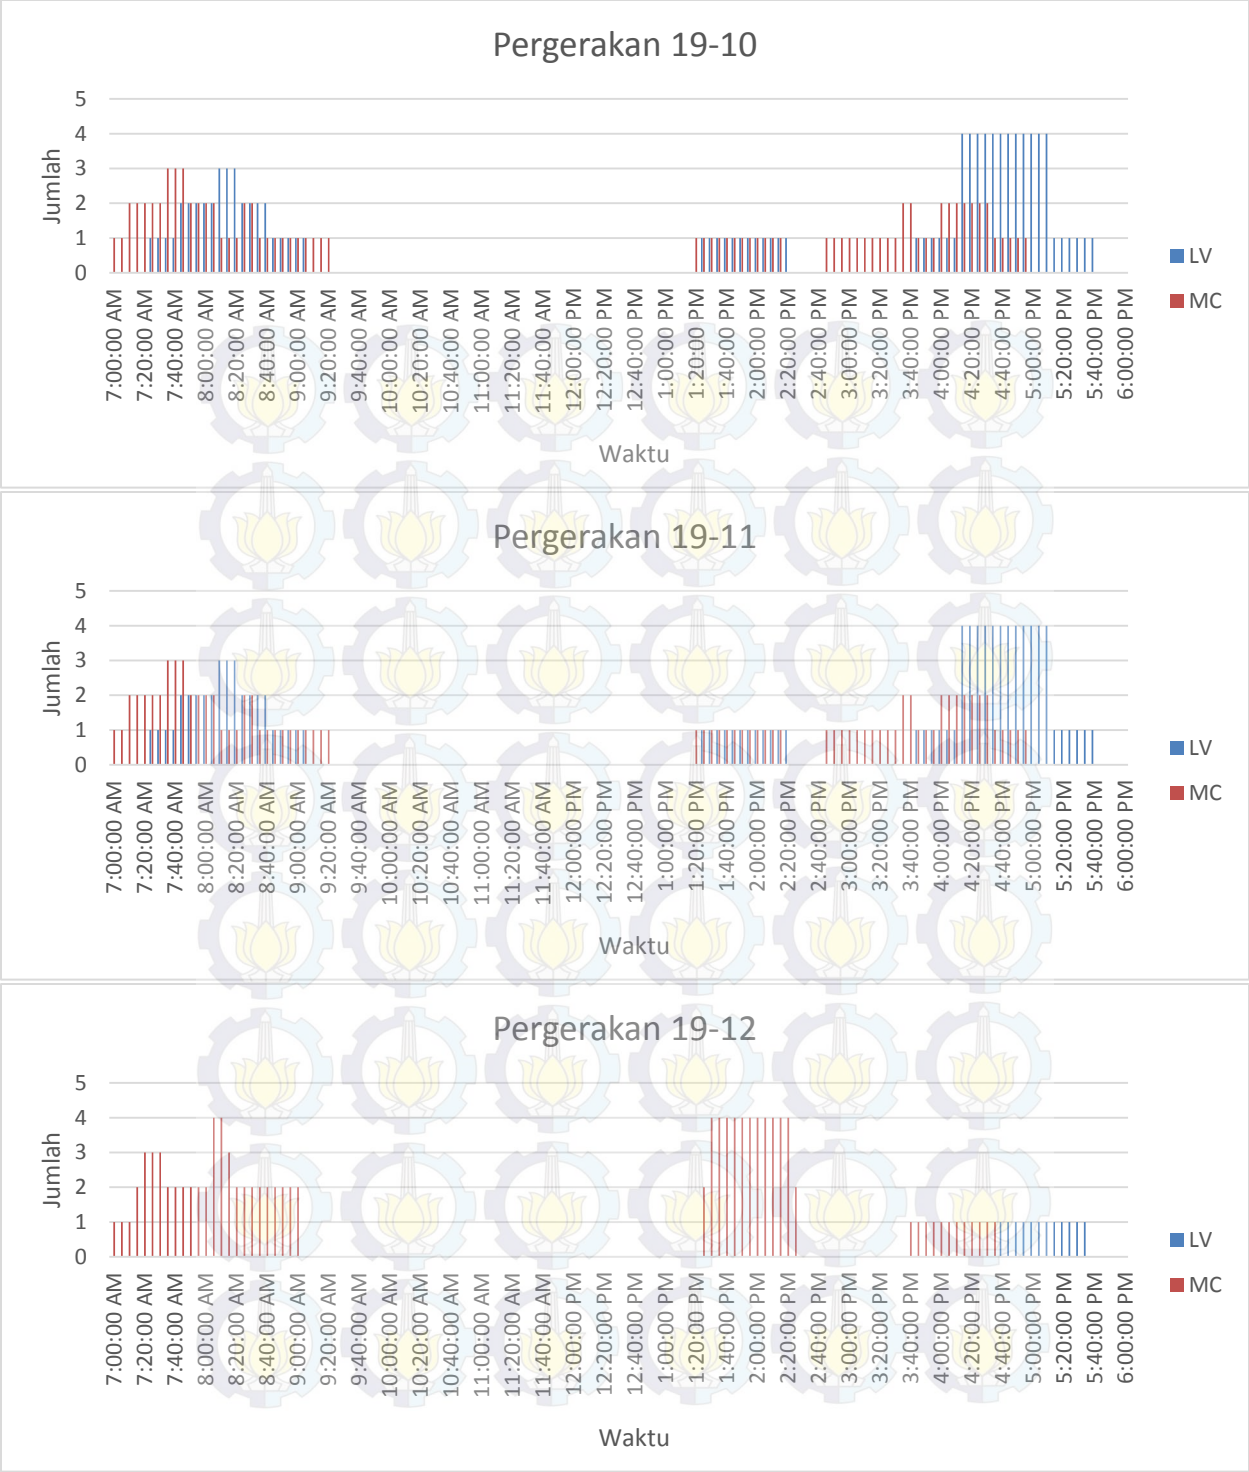 Pergerakan 19-10
5
4
3
2
1
0
Jumlah
7:00:00 AM
7:20:00 AM
7:40:00 AM
8:00:00 AM
8:20:00 AM
8:40:00 AM
9:00:00 AM
9:20:00 AM
9:40:00 AM
10:00:00 AM
10:20:00 AM
10:40:00 AM
11:00:00 AM
11:20:00 AM
11:40:00 AM
12:00:00 PM
12:20:00 PM
12:40:00 PM
1:00:00 PM
1:20:00 PM
1:40:00 PM
2:00:00 PM
2:20:00 PM
2:40:00 PM
3:00:00 PM
3:20:00 PM
3:40:00 PM
4:00:00 PM
4:20:00 PM
4:40:00 PM
5:00:00 PM
5:20:00 PM
5:40:00 PM
6:00:00 PM
Waktu
LV
MC
Pergerakan 19-11
5
4
3
2
1
0
Jumlah
7:00:00 AM
7:20:00 AM
7:40:00 AM
8:00:00 AM
8:20:00 AM
8:40:00 AM
9:00:00 AM
9:20:00 AM
9:40:00 AM
10:00:00 AM
10:20:00 AM
10:40:00 AM
11:00:00 AM
11:20:00 AM
11:40:00 AM
12:00:00 PM
12:20:00 PM
12:40:00 PM
1:00:00 PM
1:20:00 PM
1:40:00 PM
2:00:00 PM
2:20:00 PM
2:40:00 PM
3:00:00 PM
3:20:00 PM
3:40:00 PM
4:00:00 PM
4:20:00 PM
4:40:00 PM
5:00:00 PM
5:20:00 PM
5:40:00 PM
6:00:00 PM
Waktu
LV
MC
Pergerakan 19-12
5
4
3
2
1
0
Jumlah
7:00:00 AM
7:20:00 AM
7:40:00 AM
8:00:00 AM
8:20:00 AM
8:40:00 AM
9:00:00 AM
9:20:00 AM
9:40:00 AM
10:00:00 AM
10:20:00 AM
10:40:00 AM
11:00:00 AM
11:20:00 AM
11:40:00 AM
12:00:00 PM
12:20:00 PM
12:40:00 PM
1:00:00 PM
1:20:00 PM
1:40:00 PM
2:00:00 PM
2:20:00 PM
2:40:00 PM
3:00:00 PM
3:20:00 PM
3:40:00 PM
4:00:00 PM
4:20:00 PM
4:40:00 PM
5:00:00 PM
5:20:00 PM
5:40:00 PM
6:00:00 PM
Waktu
LV
MC